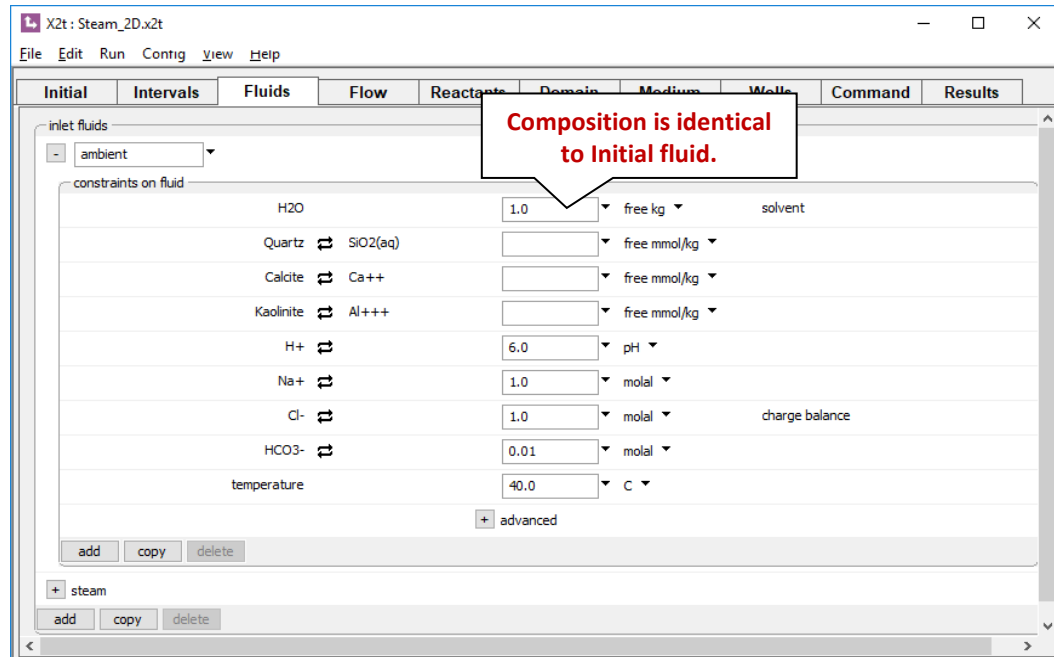 X2t : Steam_2D.x2t
File Edit Run Config View Help
Initial Intervals Fluids Flow Reactants Domain Medium Wells Command Results
Composition is identical
to Initial fluid.
inlet fluids
- ambient
constraints on fluid
H2O 1.0 free kg solvent
Quartz SiO2(aq) free mmol/kg
Calcite Ca++ free mmol/kg
Kaolinite Al+++ free mmol/kg
H+ 6.0 pH
Na+ 1.0 molal
Cl- 1.0 molal charge balance
HCO3- 0.01 molal
temperature 40.0 C
+ advanced
add copy delete
+ steam
add copy delete